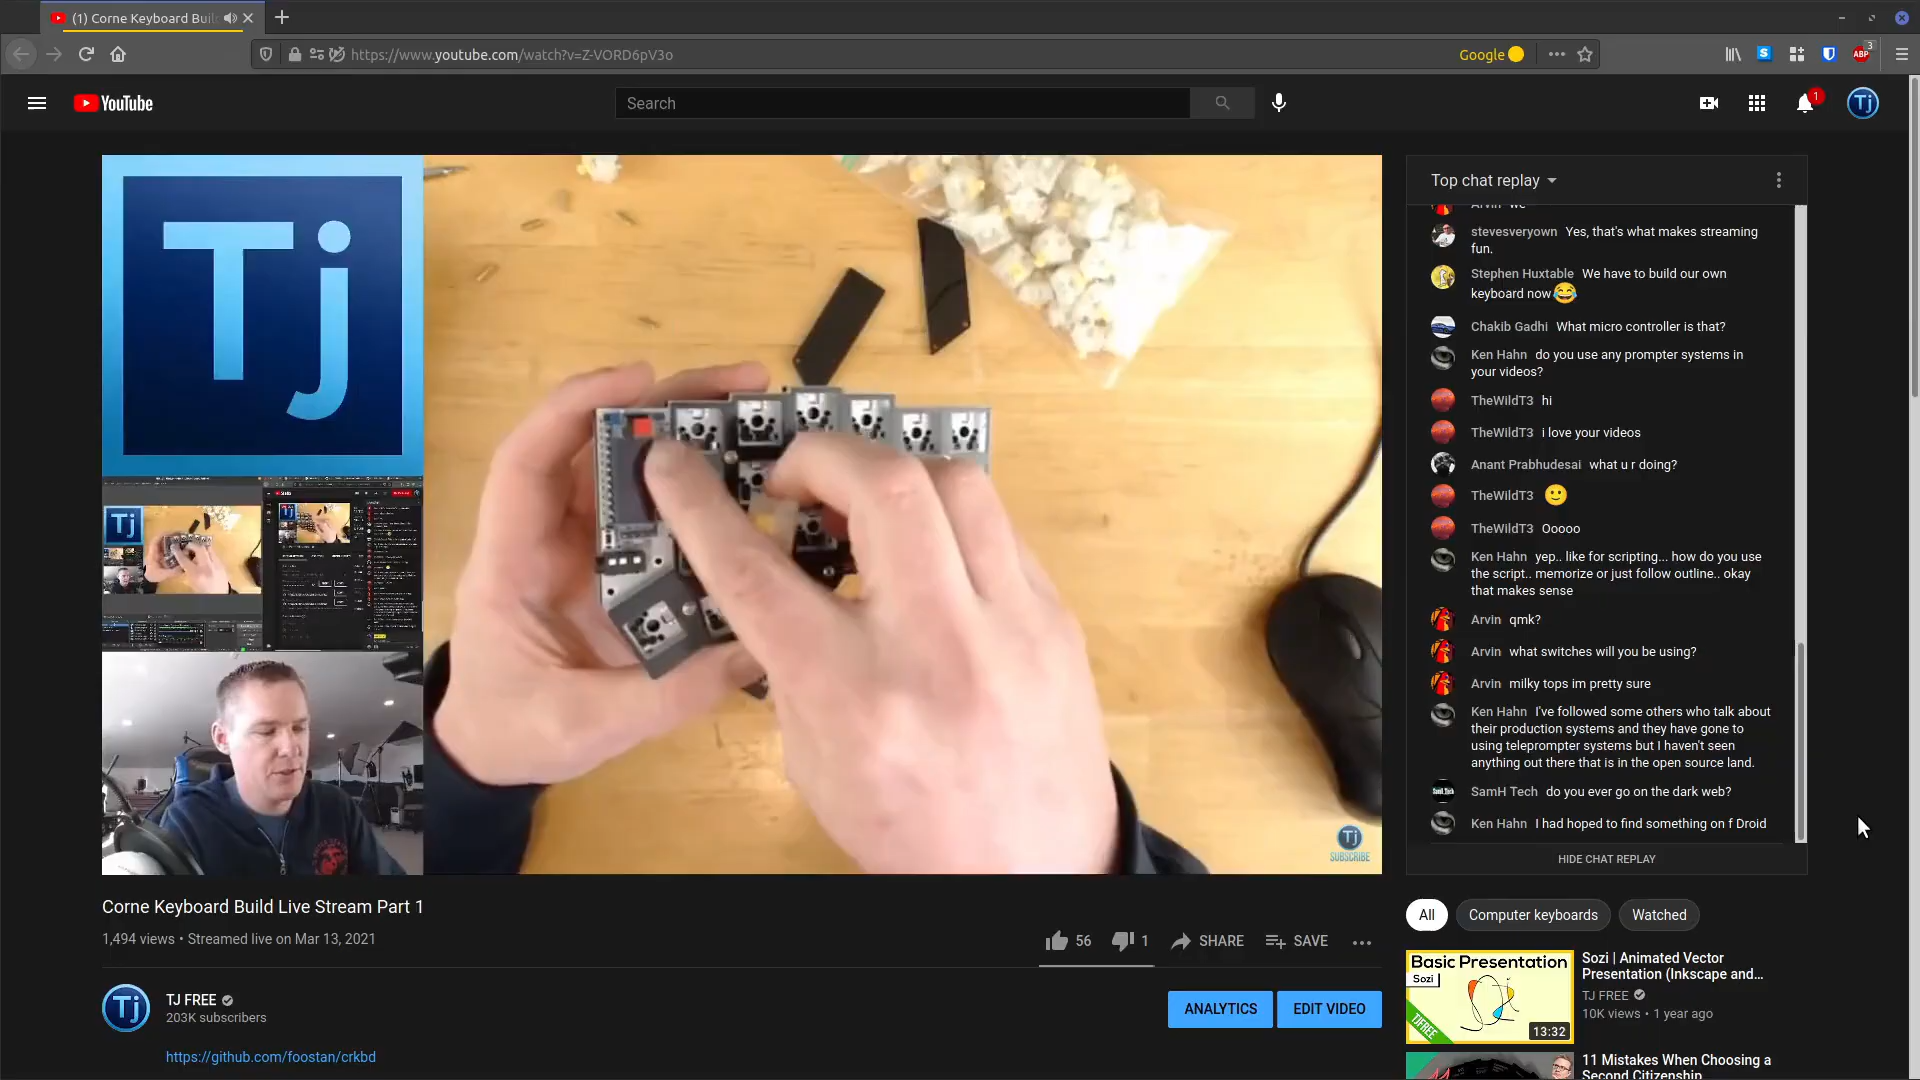 (1) Corne Keyboard Buil
https://www.youtube.com/watch?v=Z-VORD6pV3o
Google
ABP
3
YouTube
Search
1
Tj
Tj
Tj
SUBSCRIBE
Top chat replay
Arvin we
stevesveryown Yes, that's what makes streaming
fun.
Stephen Huxtable We have to build our own
keyboard now
Chakib Gadhi What micro controller is that?
Ken Hahn do you use any prompter systems in
your videos?
TheWildT3 hi
TheWildT3 i love your videos
Anant Prabhudesai what u r doing?
TheWildT3
TheWildT3 Ooooo
Ken Hahn yep.. like for scripting... how do you use
the script.. memorize or just follow outline.. okay
that makes sense
Arvin qmk?
Arvin what switches will you be using?
Arvin milky tops im pretty sure
Ken Hahn I've followed some others who talk about
their production systems and they have gone to
using teleprompter systems but I haven't seen
anything out there that is in the open source land.
SamH Tech do you ever go on the dark web?
Ken Hahn I had hoped to find something on f Droid
HIDE CHAT REPLAY
Corne Keyboard Build Live Stream Part 1
1,494 views • Streamed live on Mar 13, 2021
56
1
SHARE
SAVE
Tj
TJ FREE
203K subscribers
ANALYTICS
EDIT VIDEO
https://github.com/foostan/crkbd
All
Computer keyboards
Watched
Basic Presentation
Sozi
TJFREE
13:32
Sozi | Animated Vector
Presentation (Inkscape and...
TJ FREE
10K views • 1 year ago
11 Mistakes When Choosing a
Second Citizenship